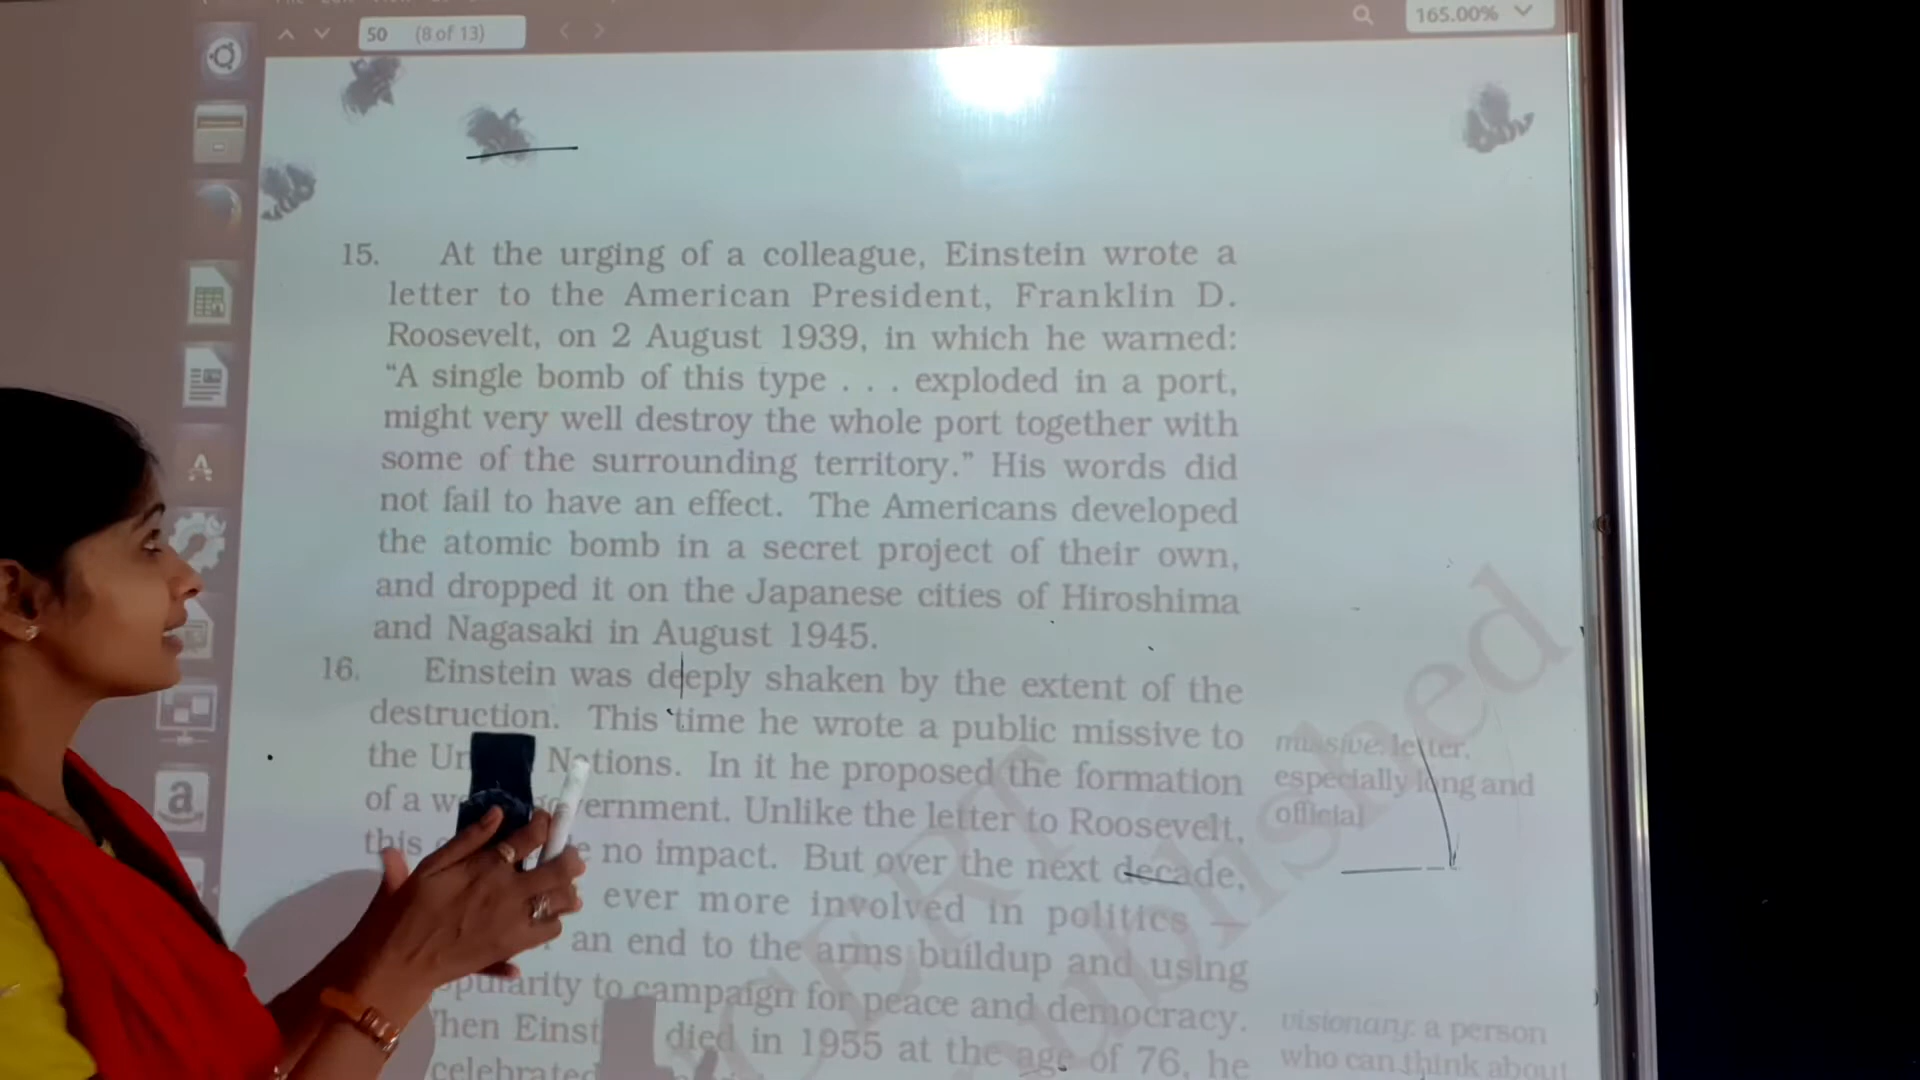 50 (8 of 13)
165.00%
15. At the urging of a colleague, Einstein wrote a
letter to the American President, Franklin D.
Roosevelt, on 2 August 1939, in which he warned:
“A single bomb of this type . . . exploded in a port,
might very well destroy the whole port together with
some of the surrounding territory.” His words did
not fail to have an effect. The Americans developed
the atomic bomb in a secret project of their own,
and dropped it on the Japanese cities of Hiroshima
and Nagasaki in August 1945.
16. Einstein was deeply shaken by the extent of the
destruction. This time he wrote a public missive to
the Nations. In it he proposed the formation
of a government. Unlike the letter to Roosevelt,
this no impact. But over the next decade,
ever more involved in politics —
an end to the arms buildup and using
popularity to campaign for peace and democracy.
When died in 1955 at the age of 76, he
celebrated
missive: letter,
especially long and
official
visionary: a person
who can think about